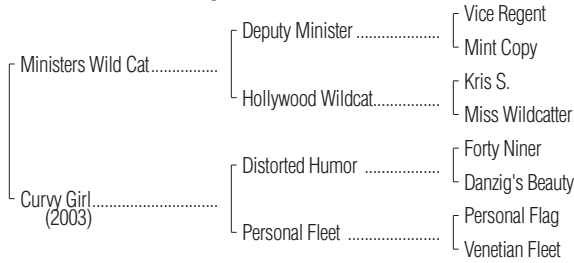 Vice Regent
Deputy Minister ...................
Mint Copy
Ministers Wild Cat................
Kris S.
Hollywood Wildcat................
Miss Wildcatter
Forty Niner
Distorted Humor .................
Danzig's Beauty
Curvy Girl..............................
(2003)
Personal Flag
Personal Fleet .....................
Venetian Fleet